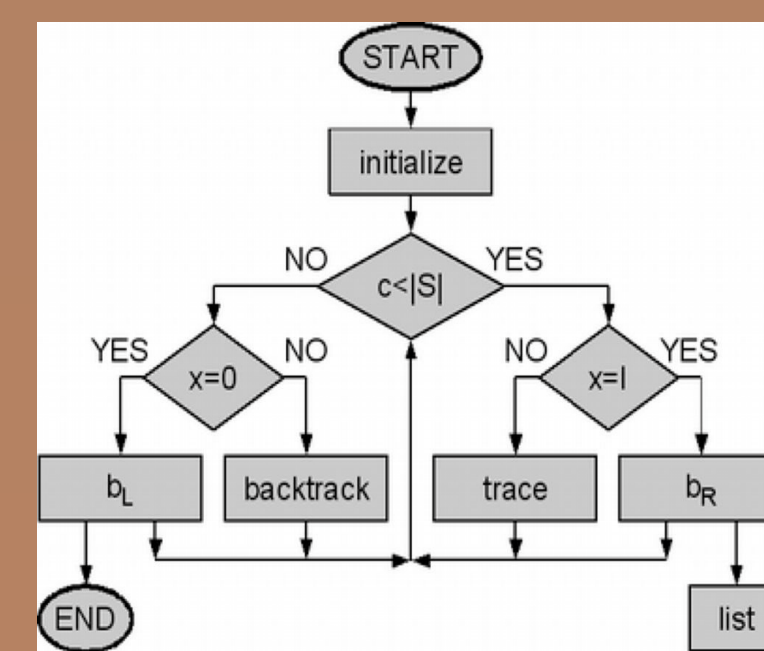 START
initialize
NO YES
c<|S|
YES NO NO YES
x=0 x=l
bL backtrack trace bR
END list